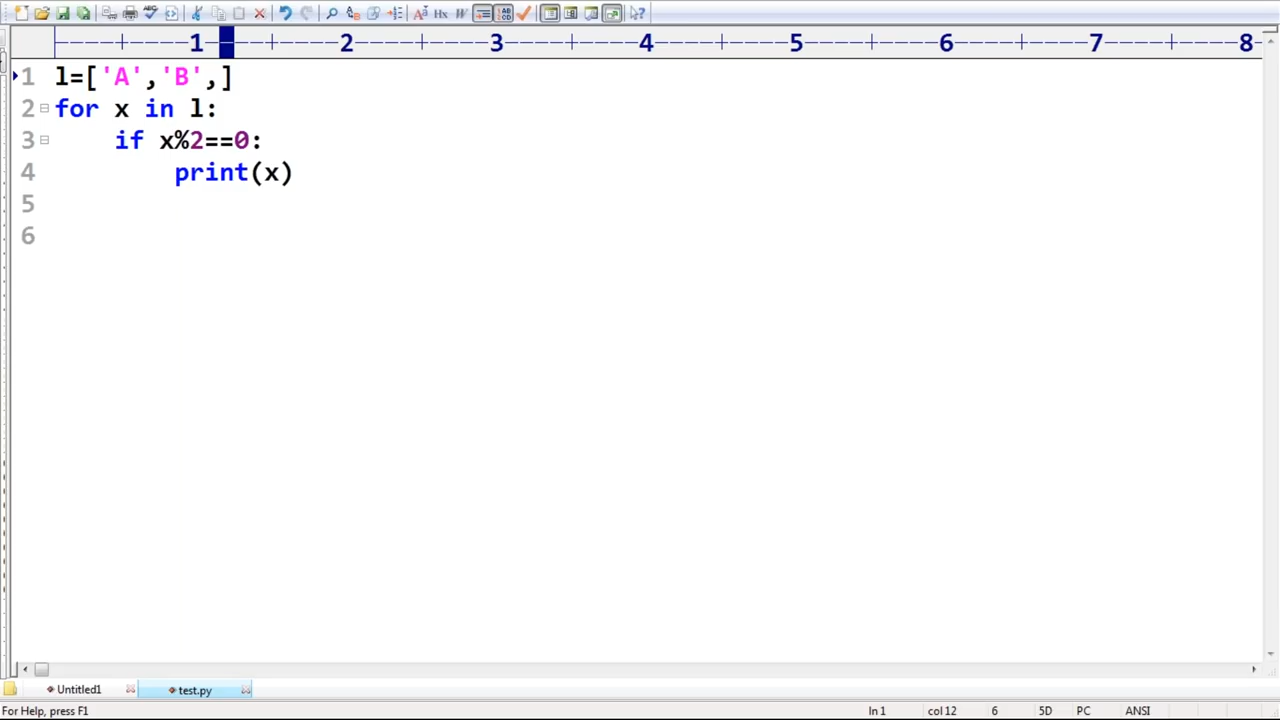 ----+----1----+----2----+----3----+----4----+----5----+----6----+----7----+----8
1 l=['A','B',]
2 for x in l:
3 if x%2==0:
4 print(x)
5
6
Untitled1 test.py
For Help, press F1 ln 1 col 12 6 5D PC ANSI